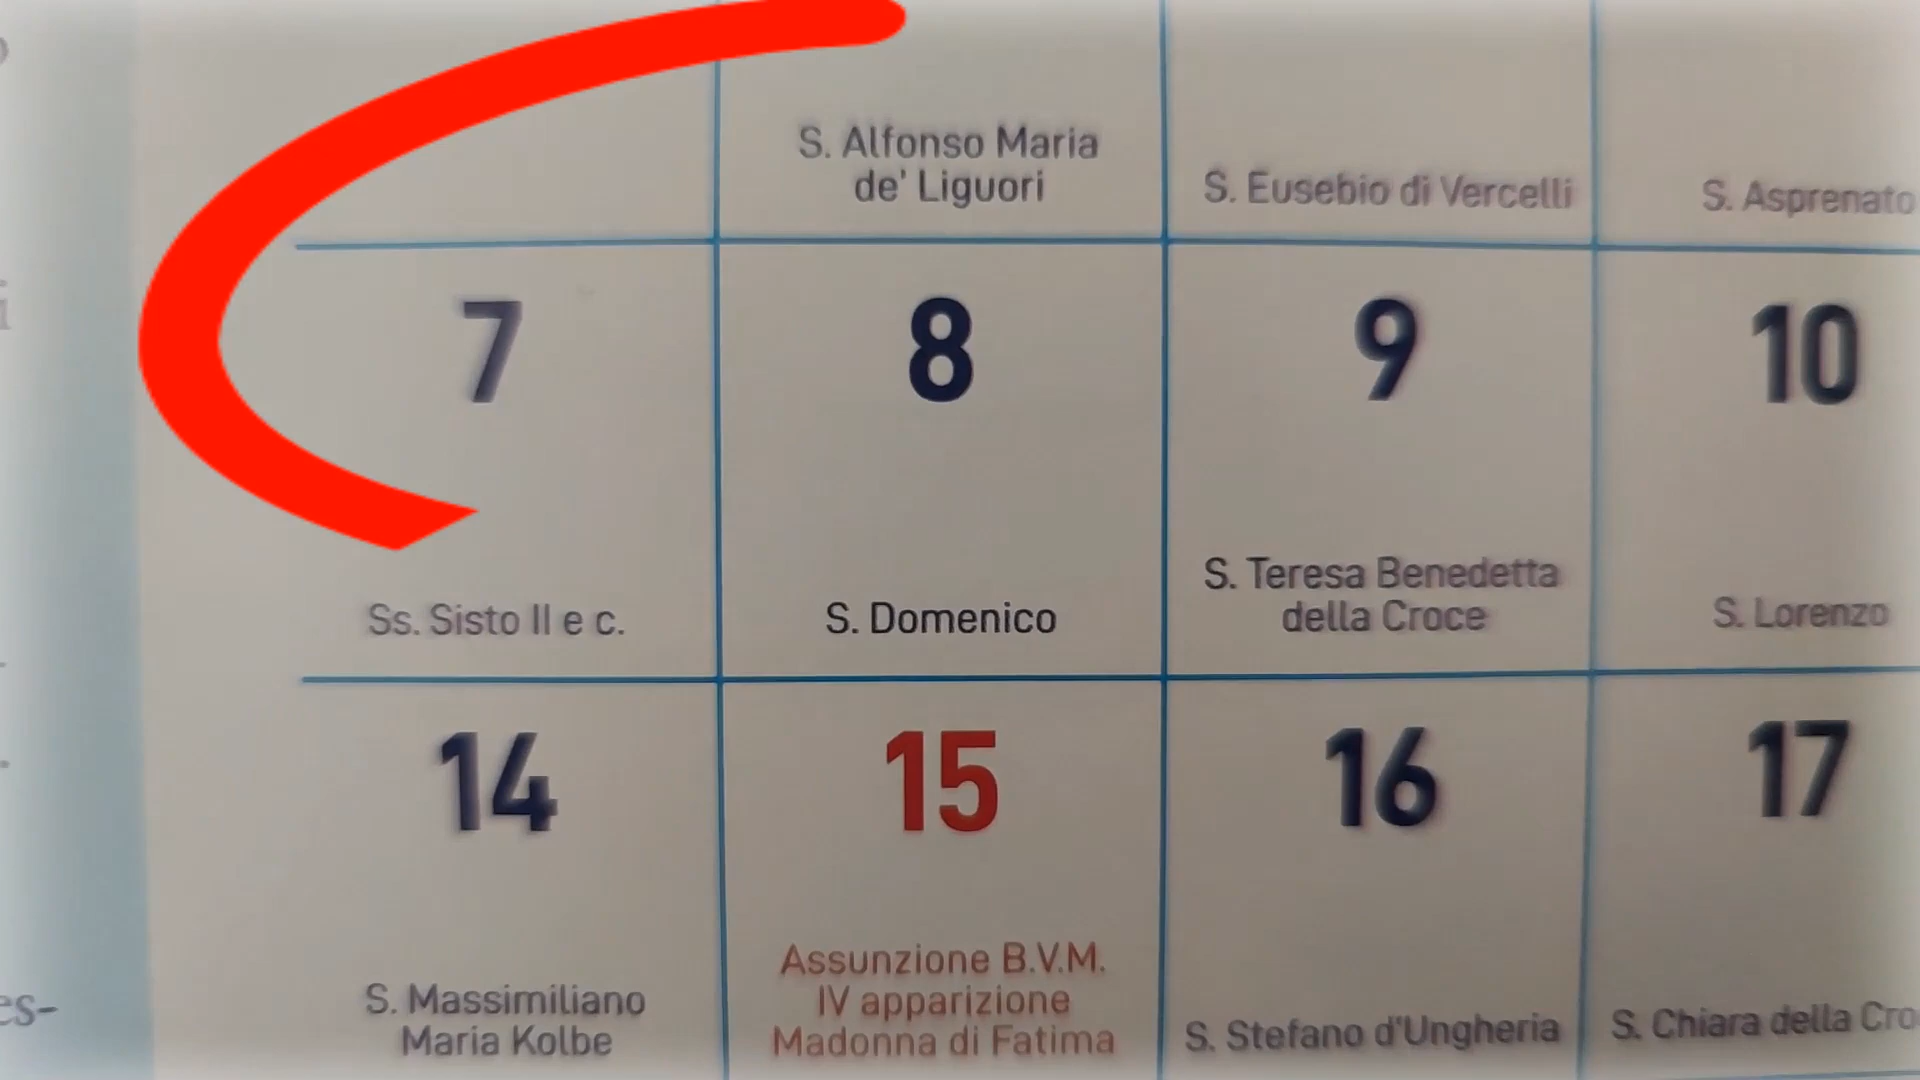 S. Alfonso Maria
de' Liguori
S. Eusebio di Vercelli
S. Asprenato
7
8
9
10
Ss. Sisto II e c.
S. Domenico
S. Teresa Benedetta
della Croce
S. Lorenzo
14
15
16
17
S. Massimiliano
Maria Kolbe
Assunzione B.V.M.
IV apparizione
Madonna di Fatima
S. Stefano d'Ungheria
S. Chiara della Cro
es-